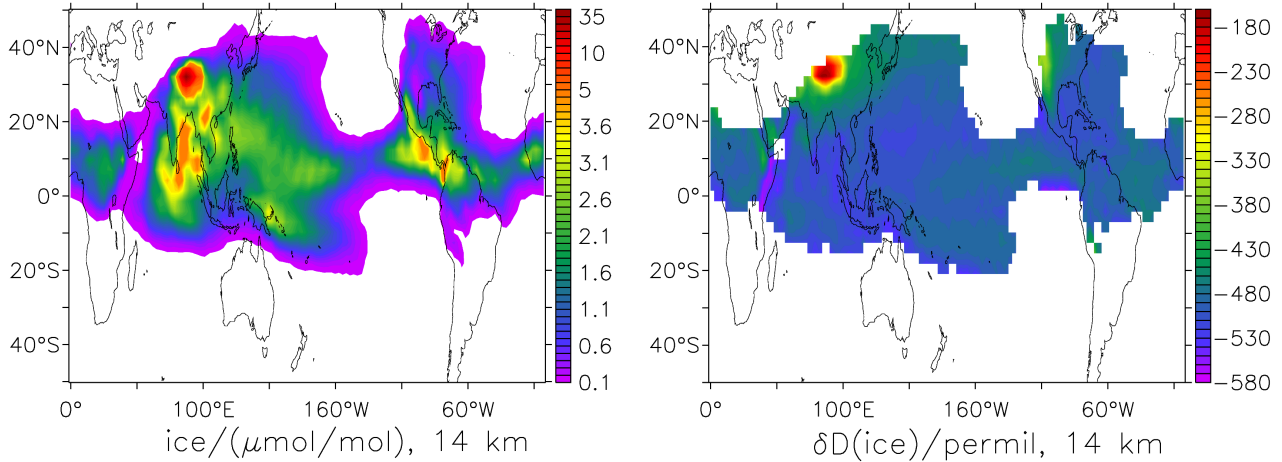 40°N
20°N
0°
20°S
40°S
0°
100°E
160°W
60°W
ice/(μmol/mol), 14 km
35
10
5
3.6
3.1
2.6
2.1
1.6
1.1
0.6
0.1
40°N
20°N
0°
20°S
40°S
0°
100°E
160°W
60°W
δD(ice)/permil, 14 km
−180
−230
−280
−330
−380
−430
−480
−530
−580